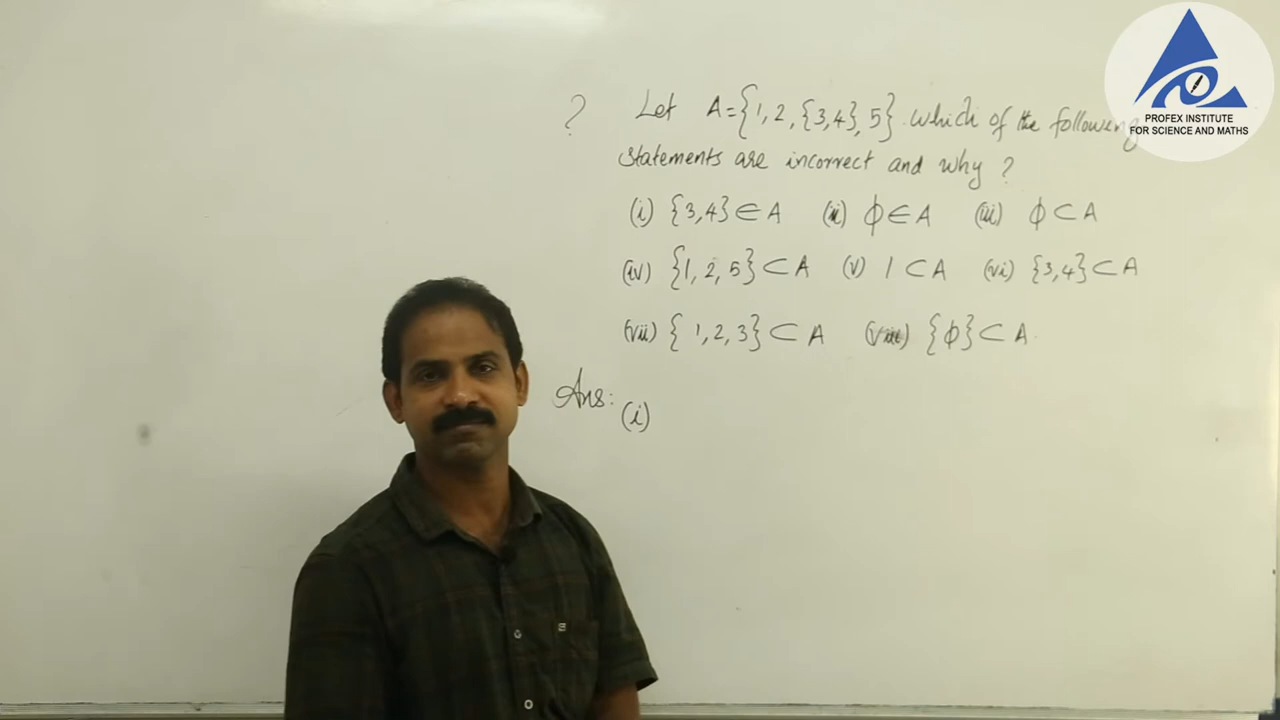 PROFEX INSTITUTE
FOR SCIENCE AND MATHS
? Let A={1,2,{3,4},5} which of the following
statements are incorrect and why ?
(i) {3,4}∈A (ii) ϕ∈A (iii) ϕ⊂A
(iv) {1,2,5}⊂A (v) 1⊂A (vi) {3,4}⊂A
(vii) {1,2,3}⊂A (viii) {ϕ}⊂A.
Ans: (i)